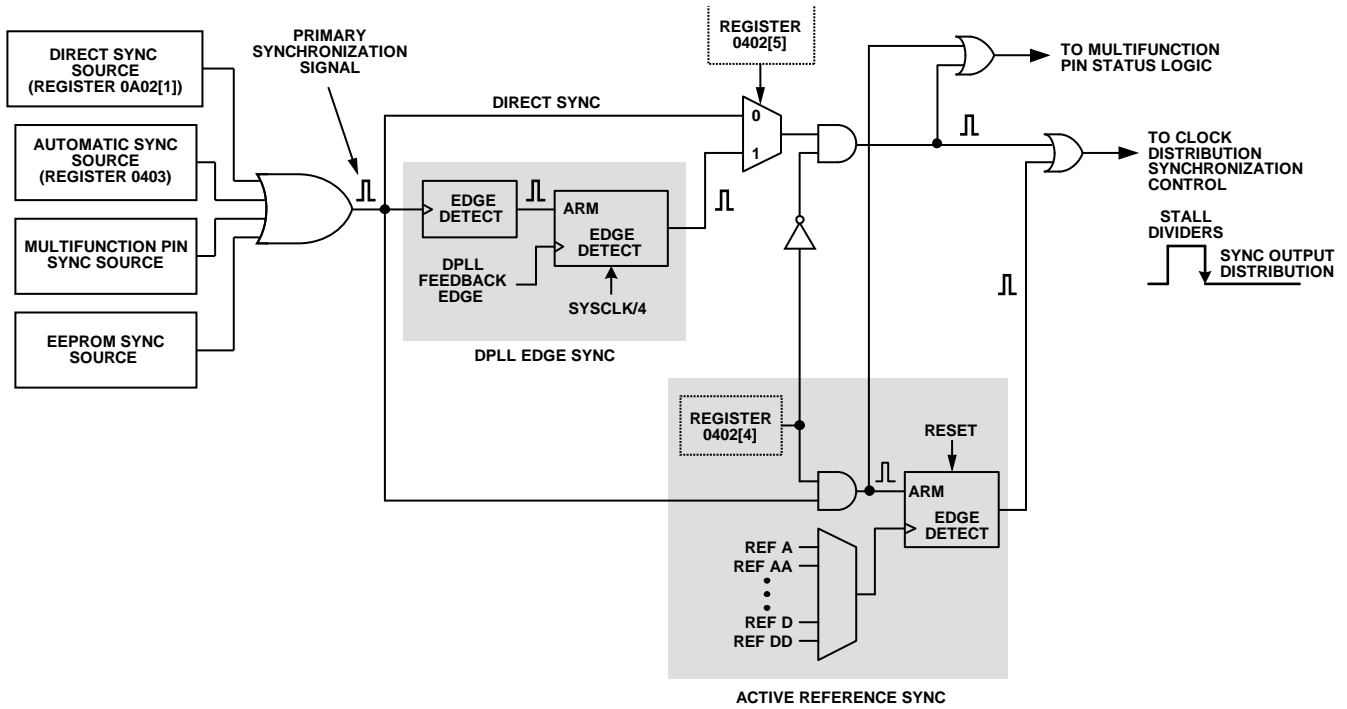 DIRECT SYNC
SOURCE
(REGISTER 0A02[1])
AUTOMATIC SYNC
SOURCE
(REGISTER 0403)
MULTIFUNCTION PIN
SYNC SOURCE
EEPROM SYNC
SOURCE
PRIMARY
SYNCHRONIZATION
SIGNAL
DIRECT SYNC
EDGE
DETECT
ARM
EDGE
DETECT
DPLL
FEEDBACK
EDGE
SYSCLK/4
DPLL EDGE SYNC
REGISTER
0402[5]
0
1
TO MULTIFUNCTION
PIN STATUS LOGIC
TO CLOCK
DISTRIBUTION
SYNCHRONIZATION
CONTROL
STALL
DIVIDERS
SYNC OUTPUT
DISTRIBUTION
REGISTER
0402[4]
RESET
ARM
EDGE
DETECT
REF A
REF AA
REF D
REF DD
ACTIVE REFERENCE SYNC